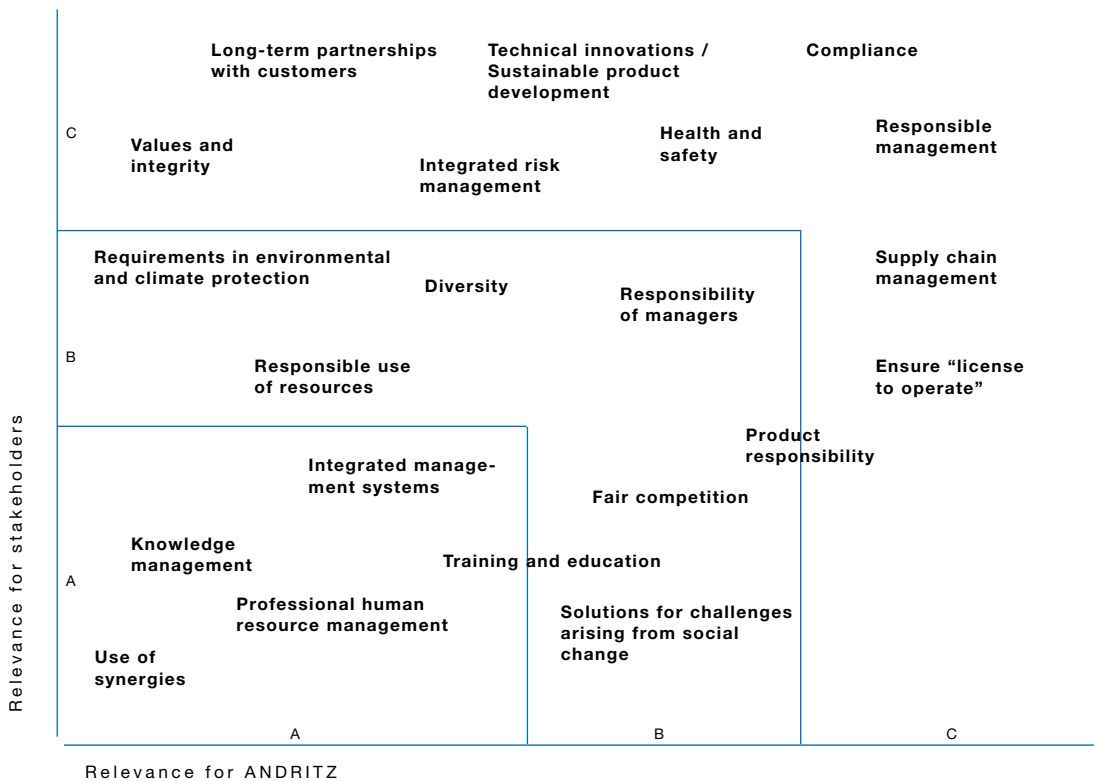 Long-term partnerships
with customers
Technical innovations /
Sustainable product
development
Compliance
C
Values and
integrity
Integrated risk
management
Health and
safety
Responsible
management
Requirements in environmental
and climate protection
Diversity
Responsibility
of managers
Supply chain
management
B
Responsible use
of resources
Ensure “license
to operate”
Product
responsibility
Integrated manage-
ment systems
Fair competition
Knowledge
management
Training and education
A
Professional human
resource management
Solutions for challenges
arising from social
change
Use of
synergies
Relevance for stakeholders
A
B
C
Relevance for ANDRITZ